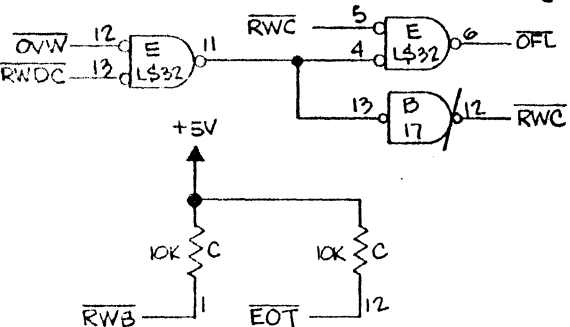 RWC 5 E 6 OFL
4 LS32
OVW 12 E 11
RWDC 13 LS32
13 B 12 RWC
17
+5V
10K C 10K C
RWB 1 EOT 12